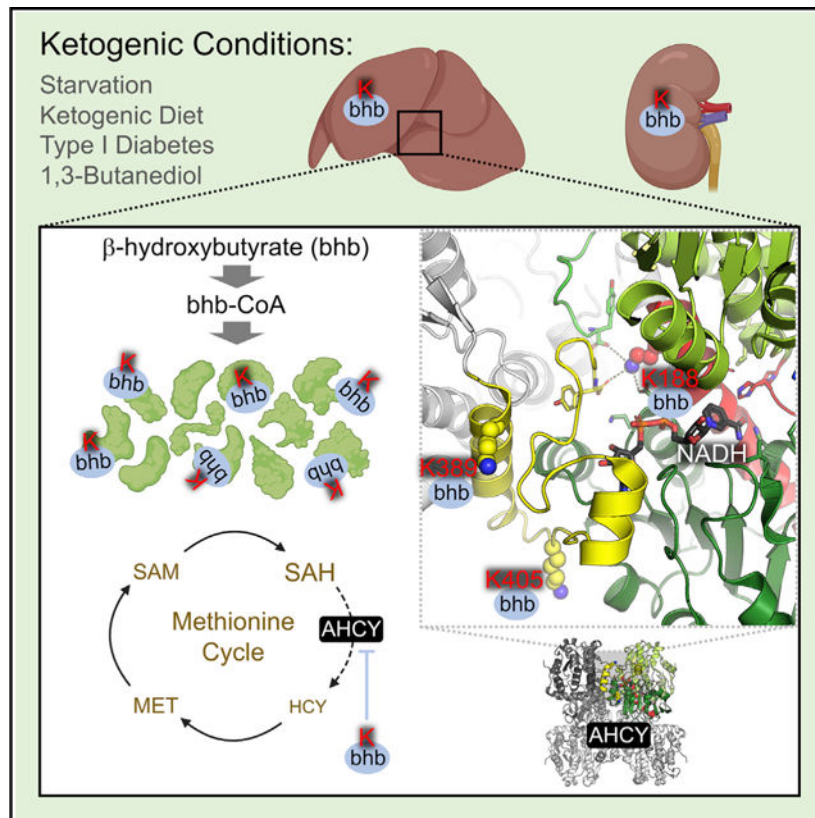 Ketogenic Conditions:
Starvation
Ketogenic Diet
Type I Diabetes
1,3-Butanediol
K
bhb
K
bhb
β-hydroxybutyrate (bhb)
bhb-CoA
K
bhb
K
bhb
K
bhb
K
bhb
K
bhb
K
bhb
SAM
SAH
Methionine
Cycle
AHCY
MET
HCY
K
bhb
K188
bhb
NADH
K389
bhb
K405
bhb
AHCY